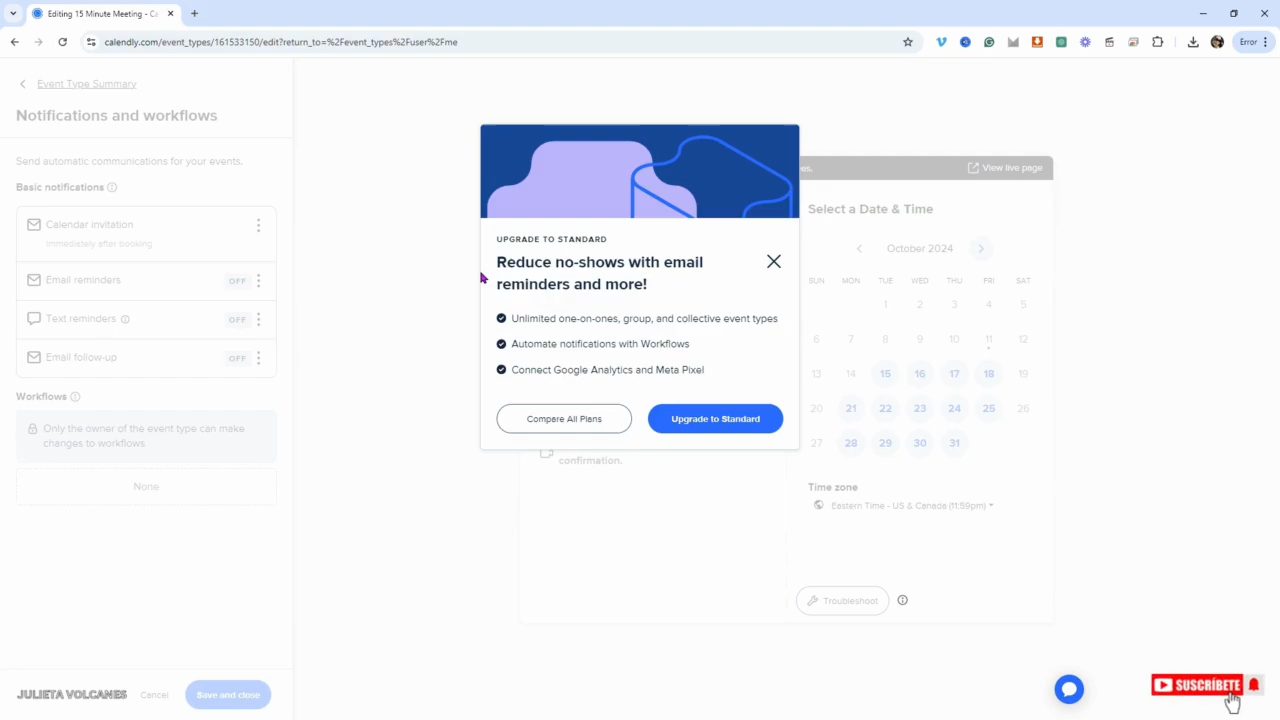 Editing 15 Minute Meeting - Ca
calendly.com/event_types/161533150/edit?return_to=%2Fevent_types%2Fuser%2Fme
Error
Event Type Summary
Notifications and workflows
Send automatic communications for your events.
Basic notifications
Calendar invitation
Immediately after booking
Email reminders
OFF
Text reminders
OFF
Email follow-up
OFF
Workflows
Only the owner of the event type can make
changes to workflows
None
JULIETA VOLCANES
Cancel
Save and close
UPGRADE TO STANDARD
Reduce no-shows with email
reminders and more!
Unlimited one-on-ones, group, and collective event types
Automate notifications with Workflows
Connect Google Analytics and Meta Pixel
Compare All Plans
Upgrade to Standard
confirmation.
View live page
Select a Date & Time
October 2024
SUN MON TUE WED THU FRI SAT
1 2 3 4 5
6 7 8 9 10 11 12
13 14 15 16 17 18 19
20 21 22 23 24 25 26
27 28 29 30 31
Time zone
Eastern Time - US & Canada (11:59pm)
Troubleshoot
SUSCRÍBETE